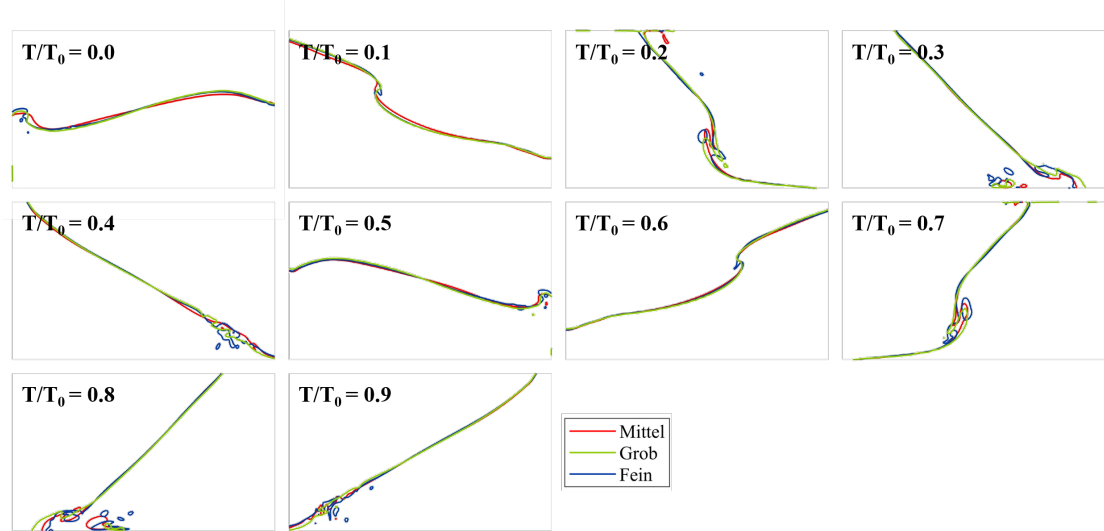 T/T₀ = 0.0
T/T₀ = 0.1
T/T₀ = 0.2
T/T₀ = 0.3
T/T₀ = 0.4
T/T₀ = 0.5
T/T₀ = 0.6
T/T₀ = 0.7
T/T₀ = 0.8
T/T₀ = 0.9
Mittel
Grob
Fein